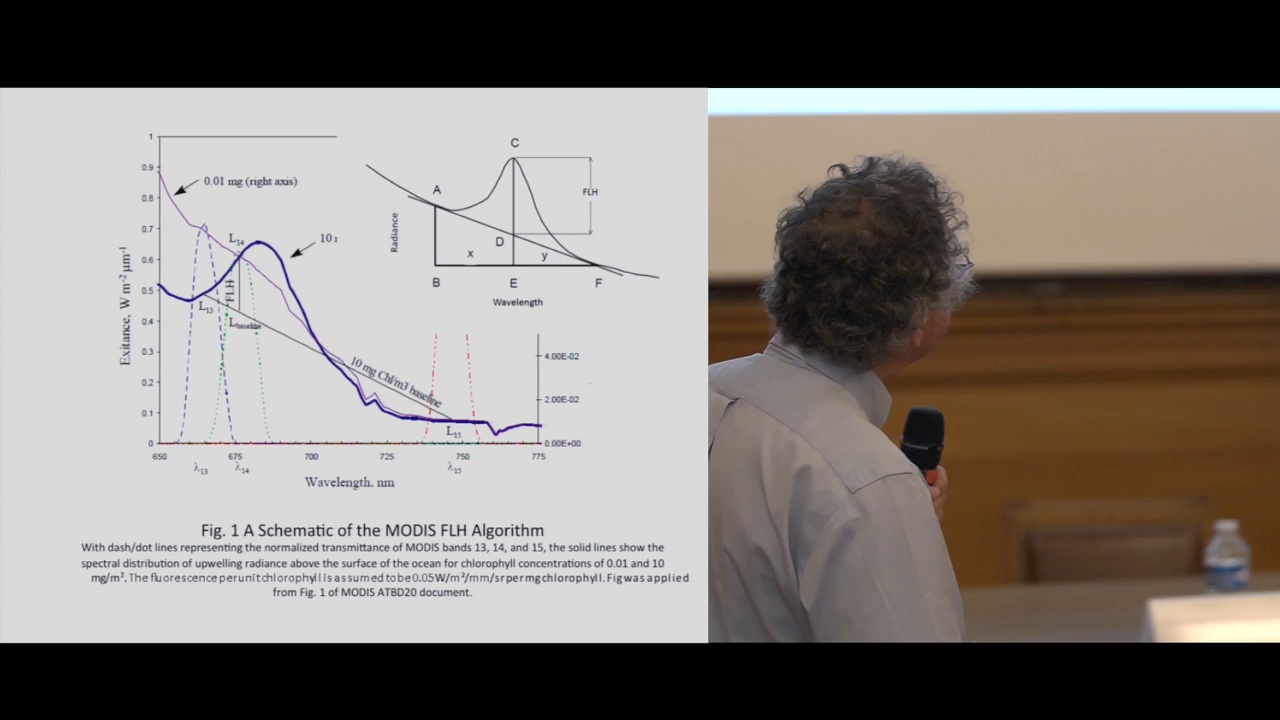 1
0.9
0.8
0.7
0.6
0.5
0.4
0.3
0.2
0.1
0
Exitance, W m-2 μm-1
0.01 mg (right axis)
10
L14
FLH
L13
Lbaseline
10 mg Chl/m3 baseline
L15
4.00E-02
2.00E-02
0.00E+00
650 675 700 725 750 775
λ13 λ14 λ15
Wavelength, nm
C
A
FLH
Radiance
D
x
y
B E F
Wavelength
Fig. 1 A Schematic of the MODIS FLH Algorithm
With dash/dot lines representing the normalized transmittance of MODIS bands 13, 14, and 15, the solid lines show the
spectral distribution of upwelling radiance above the surface of the ocean for chlorophyll concentrations of 0.01 and 10
mg/m³. The fluorescence per unit chlorophyll is assumed to be 0.05W/m²/mm/sr per mg chlorophyll. Fig was applied
from Fig. 1 of MODIS ATBD20 document.